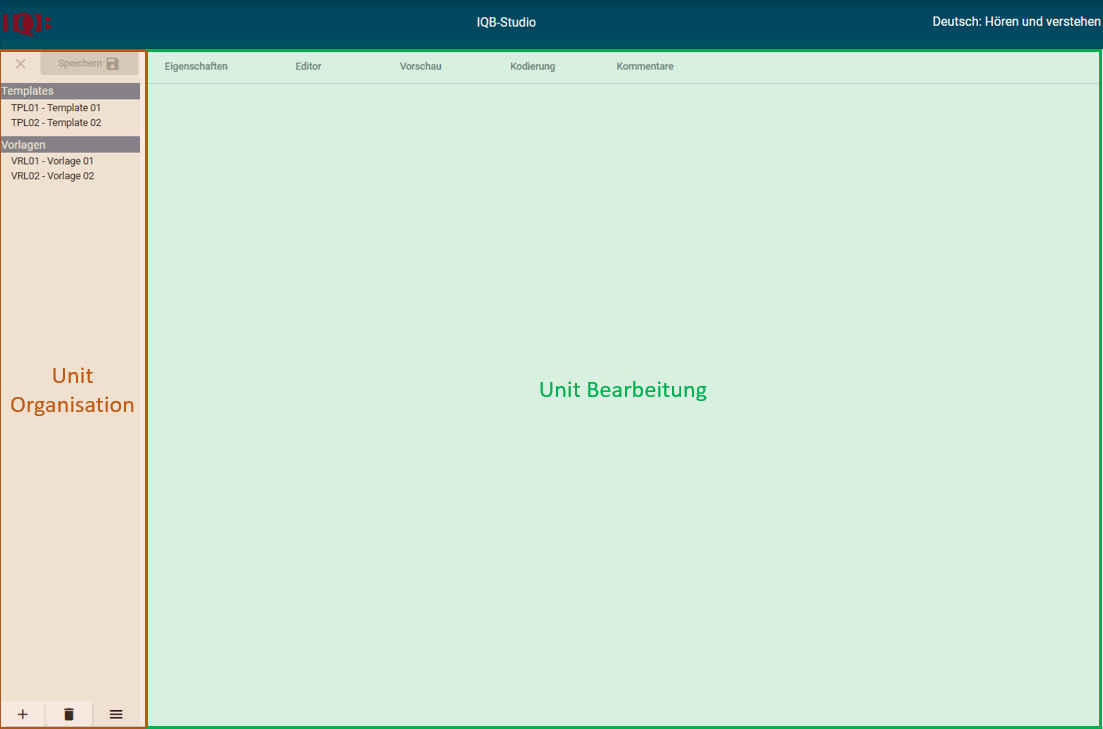 IQB:
IQB-Studio
Deutsch: Hören und verstehen
Speichern
Eigenschaften
Editor
Vorschau
Kodierung
Kommentare
Templates
TPL01 - Template 01
TPL02 - Template 02
Vorlagen
VRL01 - Vorlage 01
VRL02 - Vorlage 02
Unit
Organisation
Unit Bearbeitung